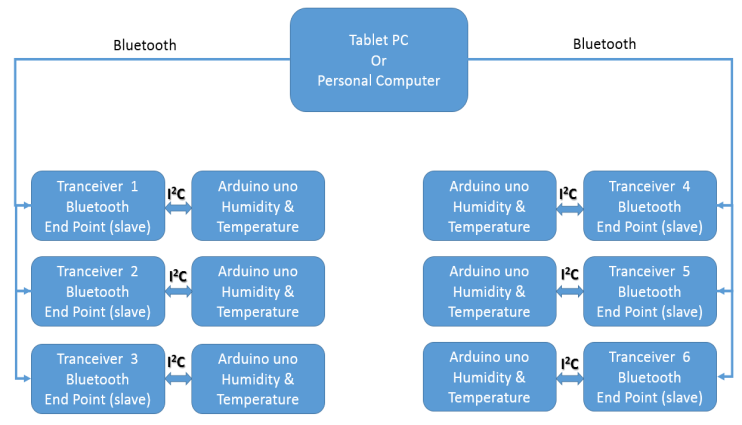 Bluetooth
Tablet PC
Or
Personal Computer
Bluetooth
Tranceiver 1
Bluetooth
End Point (slave)
I²C
Arduino uno
Humidity &
Temperature
Arduino uno
Humidity &
Temperature
I²C
Tranceiver 4
Bluetooth
End Point (slave)
Tranceiver 2
Bluetooth
End Point (slave)
I²C
Arduino uno
Humidity &
Temperature
Arduino uno
Humidity &
Temperature
I²C
Tranceiver 5
Bluetooth
End Point (slave)
Tranceiver 3
Bluetooth
End Point (slave)
I²C
Arduino uno
Humidity &
Temperature
Arduino uno
Humidity &
Temperature
I²C
Tranceiver 6
Bluetooth
End Point (slave)